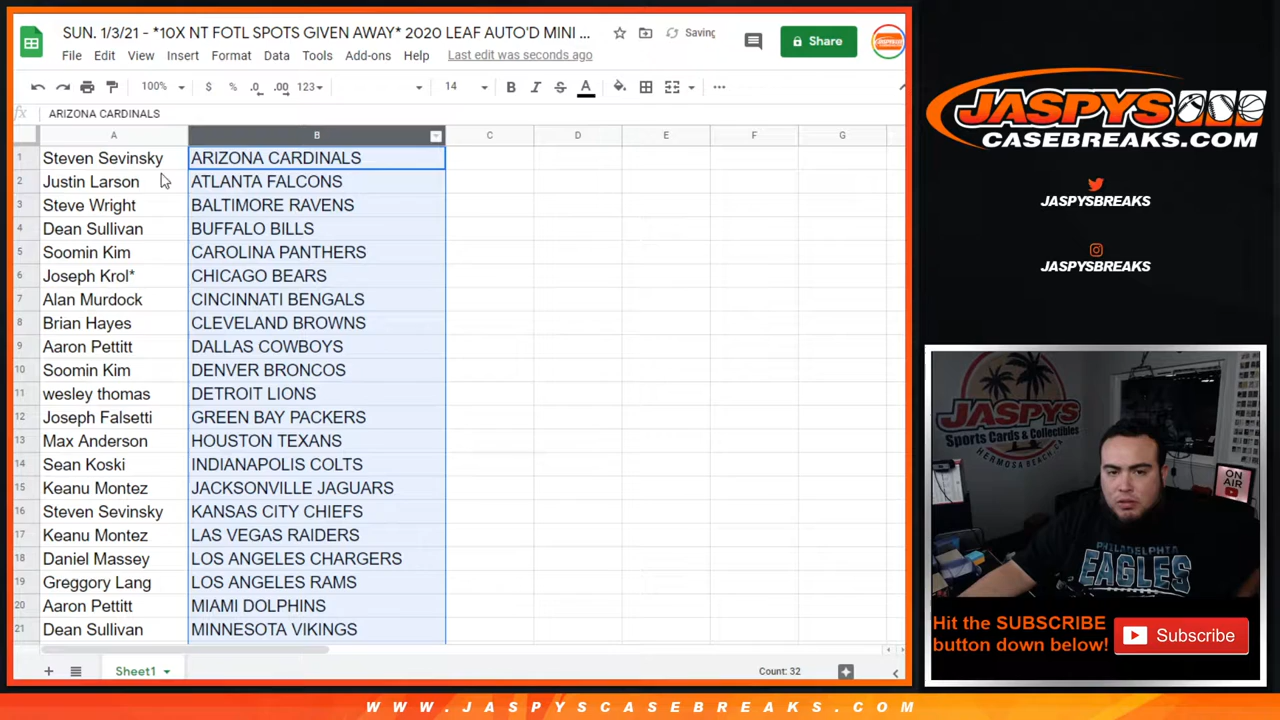 SUN. 1/3/21 - *10X NT FOTL SPOTS GIVEN AWAY* 2020 LEAF AUTO'D MINI ...
Saving
Share
File Edit View Insert Format Data Tools Add-ons Help Last edit was seconds ago
100% $ % .0 .00 123 14 B I S A
fx ARIZONA CARDINALS
A B C D E F G
1 Steven Sevinsky ARIZONA CARDINALS
2 Justin Larson ATLANTA FALCONS
3 Steve Wright BALTIMORE RAVENS
4 Dean Sullivan BUFFALO BILLS
5 Soomin Kim CAROLINA PANTHERS
6 Joseph Krol* CHICAGO BEARS
7 Alan Murdock CINCINNATI BENGALS
8 Brian Hayes CLEVELAND BROWNS
9 Aaron Pettitt DALLAS COWBOYS
10 Soomin Kim DENVER BRONCOS
11 wesley thomas DETROIT LIONS
12 Joseph Falsetti GREEN BAY PACKERS
13 Max Anderson HOUSTON TEXANS
14 Sean Koski INDIANAPOLIS COLTS
15 Keanu Montez JACKSONVILLE JAGUARS
16 Steven Sevinsky KANSAS CITY CHIEFS
17 Keanu Montez LAS VEGAS RAIDERS
18 Daniel Massey LOS ANGELES CHARGERS
19 Greggory Lang LOS ANGELES RAMS
20 Aaron Pettitt MIAMI DOLPHINS
21 Dean Sullivan MINNESOTA VIKINGS
Sheet1
Count: 32
JASPYS
CASEBREAKS.COM
JASPYSBREAKS
JASPYSBREAKS
JASPYS
Sports Cards & Collectibles
HERMOSA BEACH CA
ON AIR
PHILADELPHIA
EAGLES
Hit the SUBSCRIBE
button down below!
Subscribe
WWW.JASPYSCASEBREAKS.COM